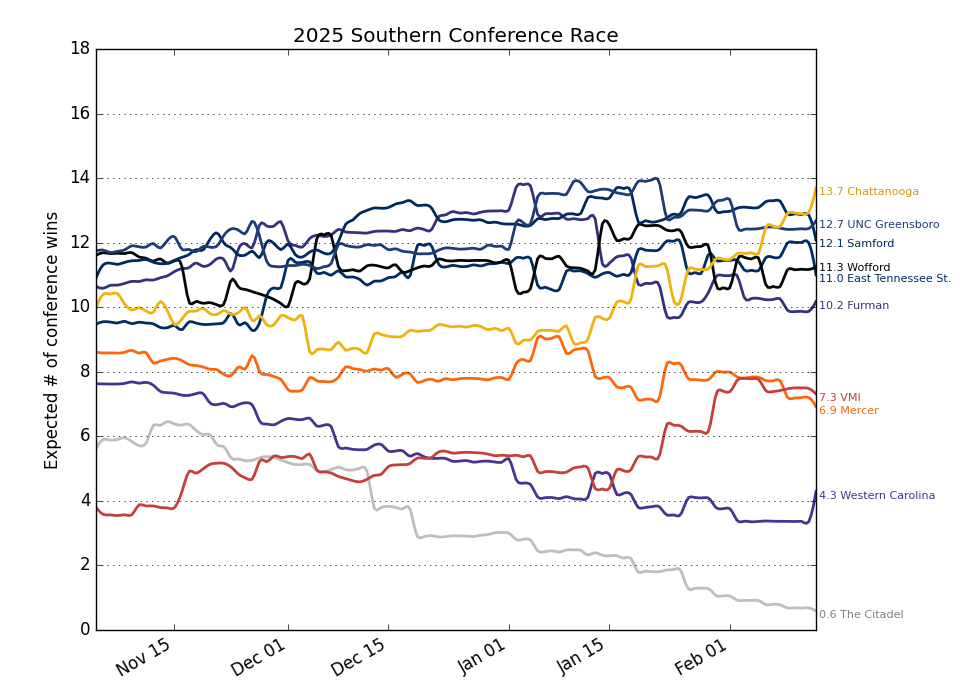 2025 Southern Conference Race
Expected # of conference wins
18
16
14
12
10
8
6
4
2
0
Nov 15
Dec 01
Dec 15
Jan 01
Jan 15
Feb 01
13.7 Chattanooga
12.7 UNC Greensboro
12.1 Samford
11.3 Wofford
11.0 East Tennessee St.
10.2 Furman
7.3 VMI
6.9 Mercer
4.3 Western Carolina
0.6 The Citadel